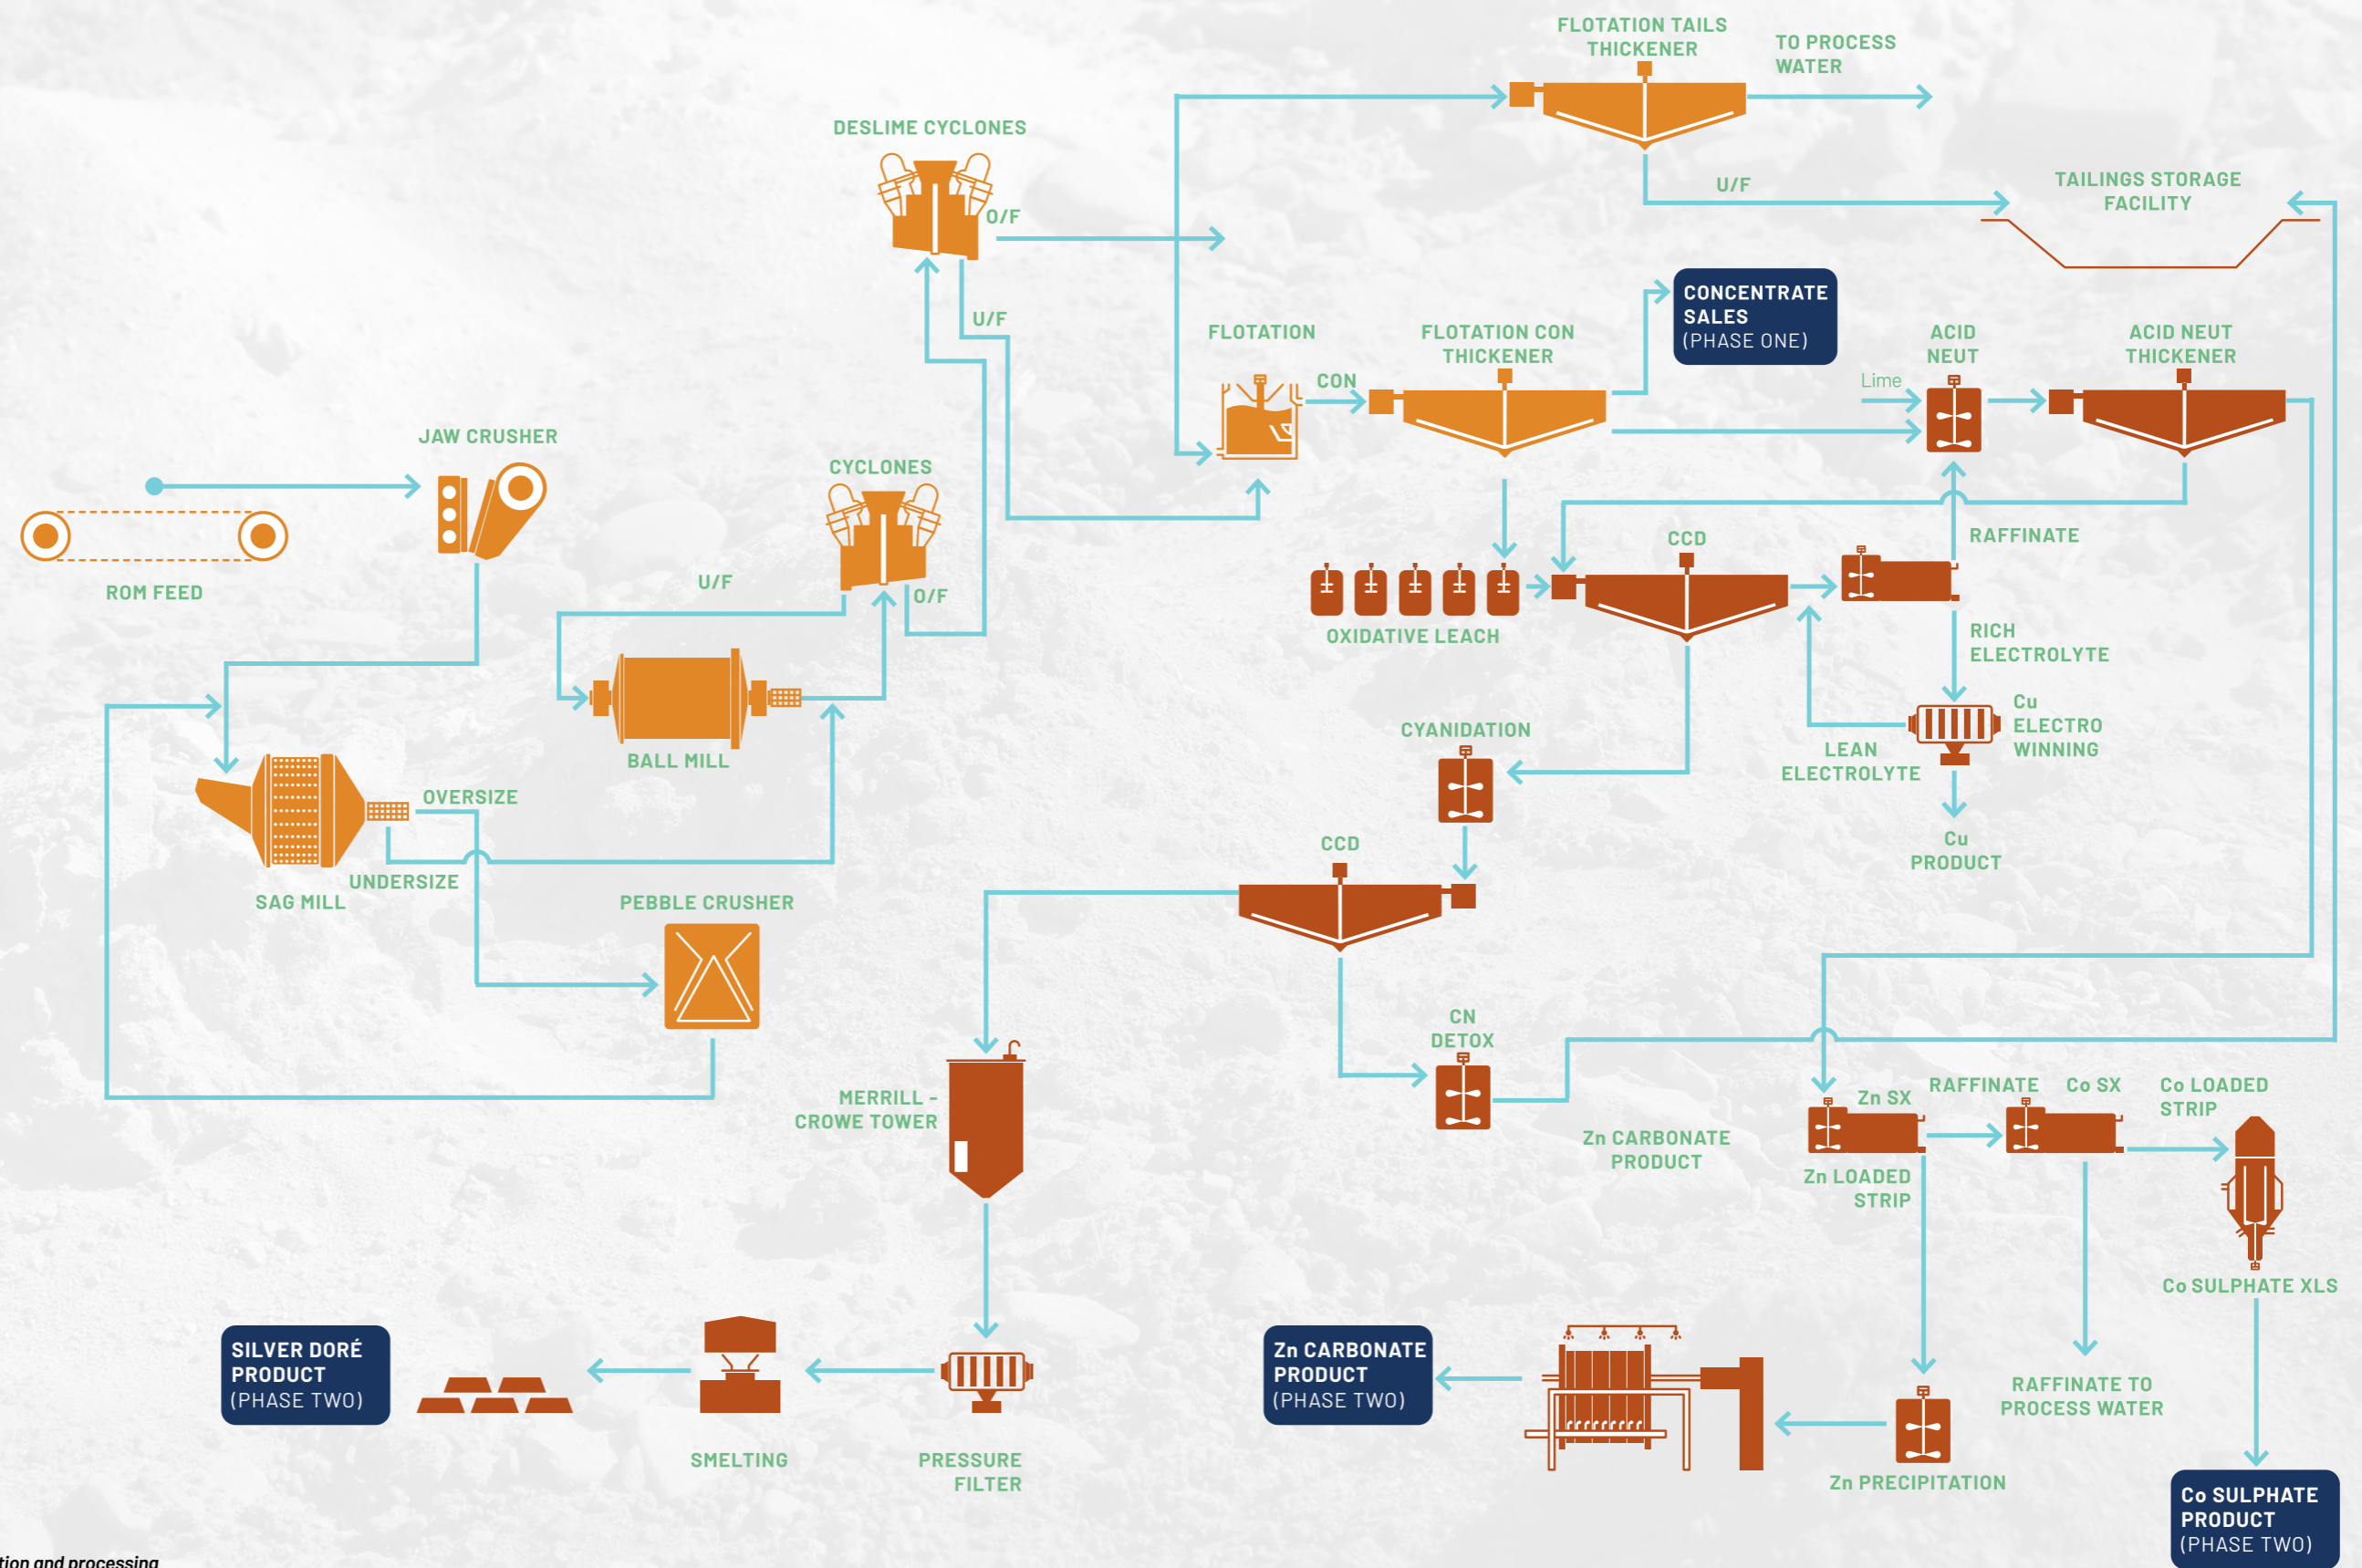 FLOTATION TAILS
THICKENER
TO PROCESS
WATER
DESLIME CYCLONES
O/F
U/F
U/F
TAILINGS STORAGE
FACILITY
CONCENTRATE
SALES
(PHASE ONE)
FLOTATION
CON
FLOTATION CON
THICKENER
ACID
NEUT
Lime
ACID NEUT
THICKENER
JAW CRUSHER
ROM FEED
CYCLONES
U/F
O/F
BALL MILL
OXIDATIVE LEACH
CCD
RAFFINATE
RICH
ELECTROLYTE
Cu
ELECTRO
WINNING
LEAN
ELECTROLYTE
Cu
PRODUCT
CYANIDATION
OVERSIZE
UNDERSIZE
SAG MILL
PEBBLE CRUSHER
CCD
CN
DETOX
MERRILL -
CROWE TOWER
Zn CARBONATE
PRODUCT
Zn SX
RAFFINATE
Co SX
Co LOADED
STRIP
Zn LOADED
STRIP
Co SULPHATE XLS
SILVER DORÉ
PRODUCT
(PHASE TWO)
SMELTING
PRESSURE
FILTER
Zn CARBONATE
PRODUCT
(PHASE TWO)
Zn PRECIPITATION
RAFFINATE TO
PROCESS WATER
Co SULPHATE
PRODUCT
(PHASE TWO)
and processing